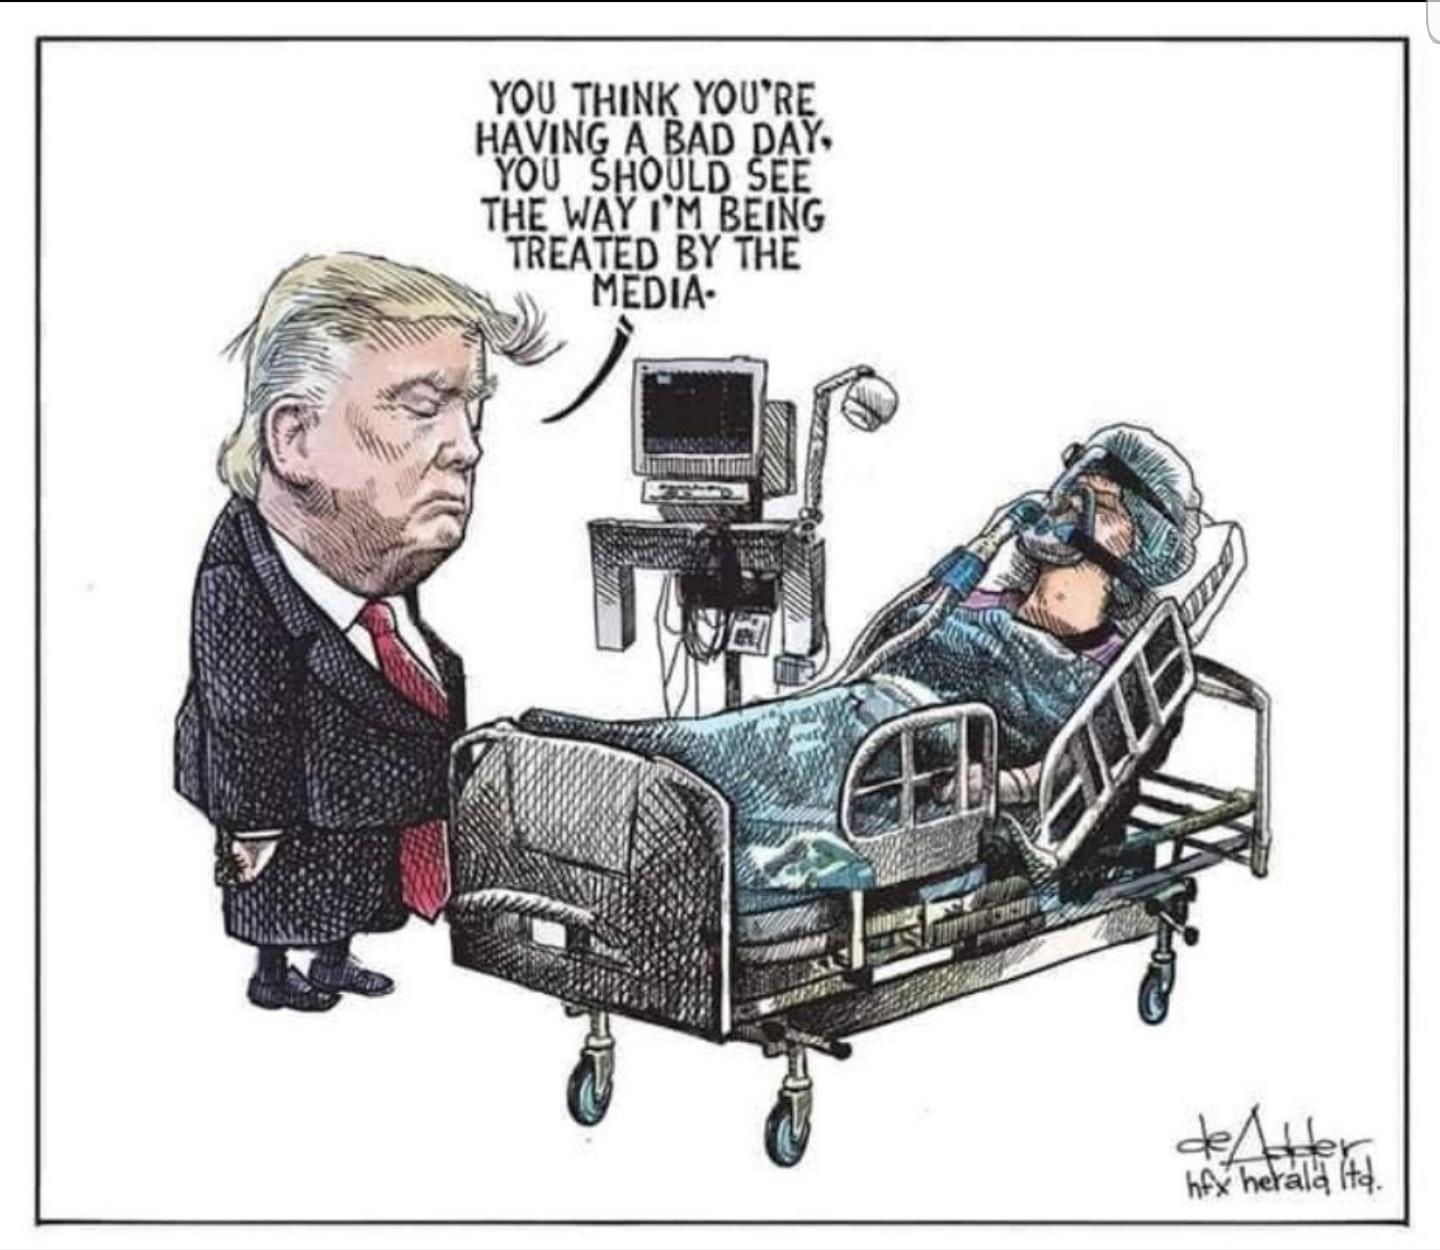 YOU THINK YOU'RE
HAVING A BAD DAY.
YOU SHOULD SEE
THE WAY I'M BEING
TREATED BY THE
MEDIA.
deAdder
hfx herald ltd.